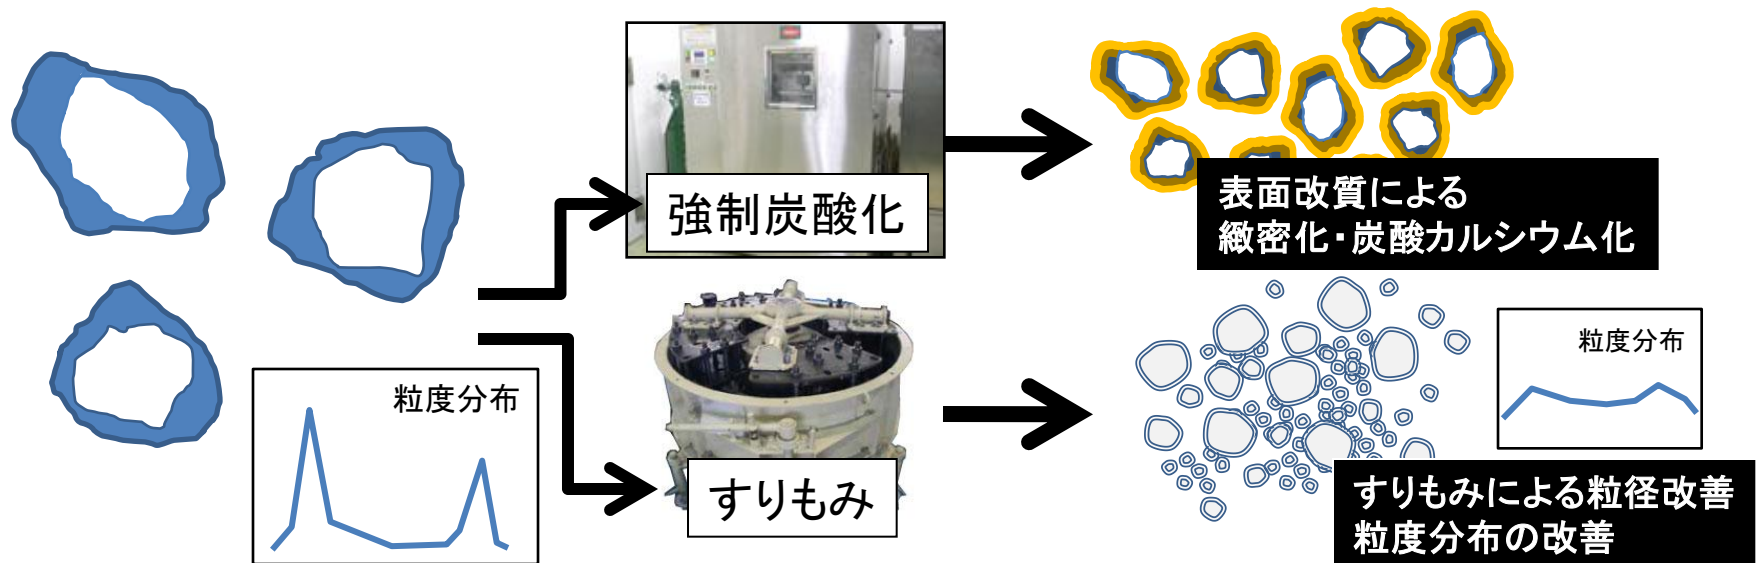 強制炭酸化
表面改質による
緻密化・炭酸カルシウム化
粒度分布
すりもみ
粒度分布
すりもみによる粒径改善
粒度分布の改善